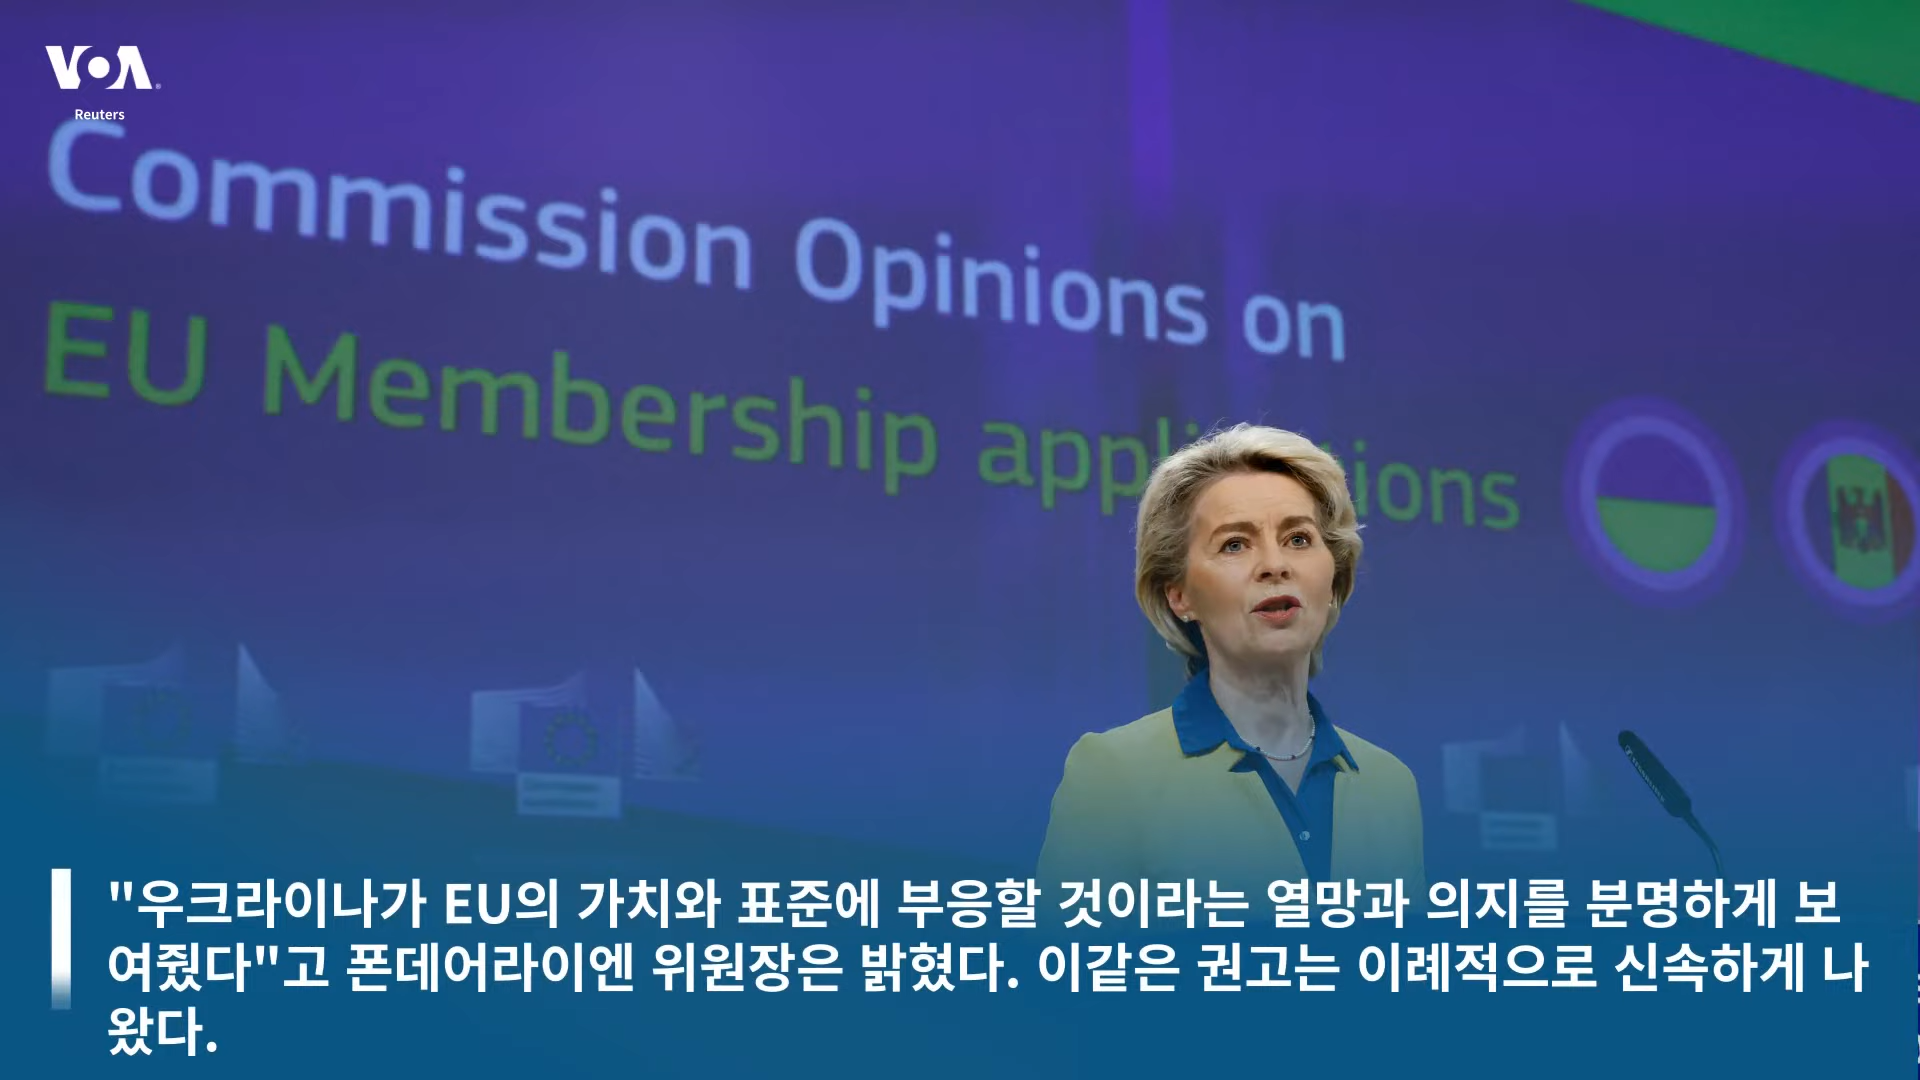 VOA
Reuters
Commission Opinions on
EU Membership appli tions
"우크라이나가 EU의 가치와 표준에 부응할 것이라는 열망과 의지를 분명하게 보
여줬다"고 폰데어라이엔 위원장은 밝혔다. 이같은 권고는 이례적으로 신속하게 나
왔다.